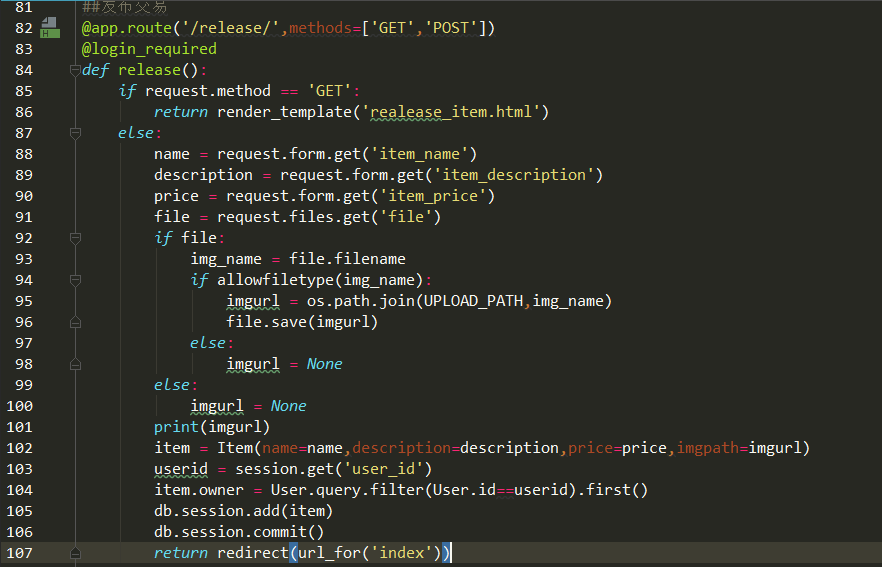 81 ##发布交易
82 @app.route('/release/',methods=['GET','POST'])
83 @login_required
84 def release():
85     if request.method == 'GET':
86         return render_template('realease_item.html')
87     else:
88         name = request.form.get('item_name')
89         description = request.form.get('item_description')
90         price = request.form.get('item_price')
91         file = request.files.get('file')
92         if file:
93             img_name = file.filename
94             if allowfiletype(img_name):
95                 imgurl = os.path.join(UPLOAD_PATH,img_name)
96                 file.save(imgurl)
97             else:
98                 imgurl = None
99         else:
100             imgurl = None
101         print(imgurl)
102         item = Item(name=name,description=description,price=price,imgpath=imgurl)
103         userid = session.get('user_id')
104         item.owner = User.query.filter(User.id==userid).first()
105         db.session.add(item)
106         db.session.commit()
107         return redirect(url_for('index'))